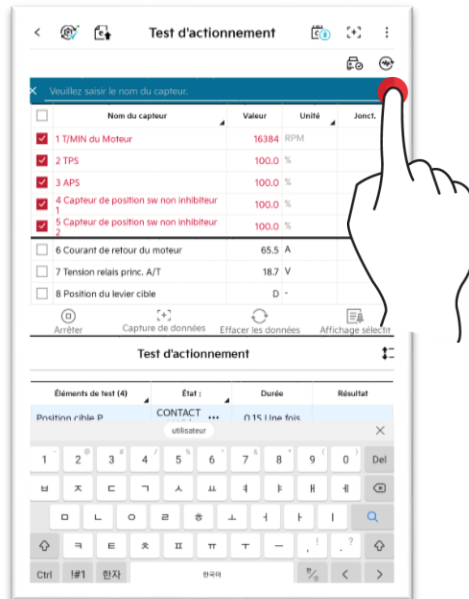 Test d'actionnement
Veuillez saisir le nom du capteur.
Nom du capteur Valeur Unité Jonct.
1 T/MIN du Moteur 16384 RPM
2 TPS 100.0 %
3 APS 100.0 %
4 Capteur de position sw non inhibiteur 1 100.0 %
5 Capteur de position sw non inhibiteur 2 100.0 %
6 Courant de retour du moteur 65.5 A
7 Tension relais princ. A/T 18.7 V
8 Position du levier cible D -
Arrêter Capture de données Effacer les données Affichage sélectif
Test d'actionnement
Éléments de test (4) État : Durée Résultat
Position cible P CONTACT ••• 0.15 Une fois
utilisateur
1 2 @ 3 # 4 5 6 7 & 8 * 9 ( 0 ) Del
ㅂ ㅈ ㄷ ㄱ ㅅ ㅛ ㅕ ㅑ ㅐ ㅔ
ㅁ ㄴ ㅇ ㄹ ㅎ ㅗ ㅓ ㅏ ㅣ
ㅋ ㅌ ㅊ ㅍ ㅠ ㅜ ㅡ , ! . ?
Ctrl !#1 한자 한국어 < >